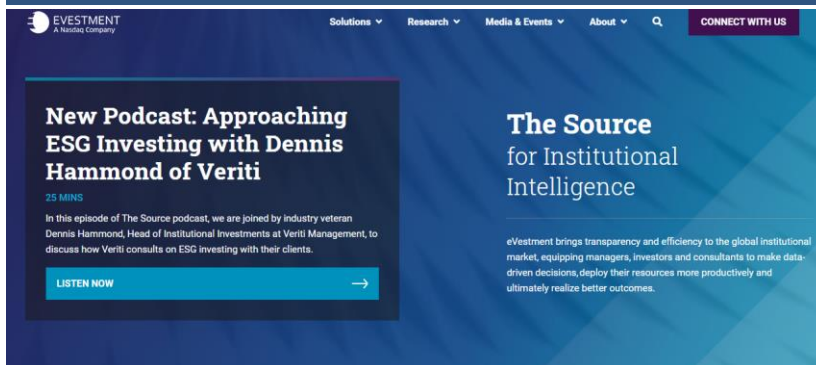 EVESTMENT
A Nasdaq Company
Solutions
Research
Media & Events
About
CONNECT WITH US
New Podcast: Approaching
ESG Investing with Dennis
Hammond of Veriti
25 MINS
In this episode of The Source podcast, we are joined by industry veteran
Dennis Hammond, Head of Institutional Investments at Veriti Management, to
discuss how Veriti consults on ESG investing with their clients.
LISTEN NOW
The Source
for Institutional
Intelligence
eVestment brings transparency and efficiency to the global institutional
market, equipping managers, investors and consultants to make data-
driven decisions, deploy their resources more productively and
ultimately realize better outcomes.